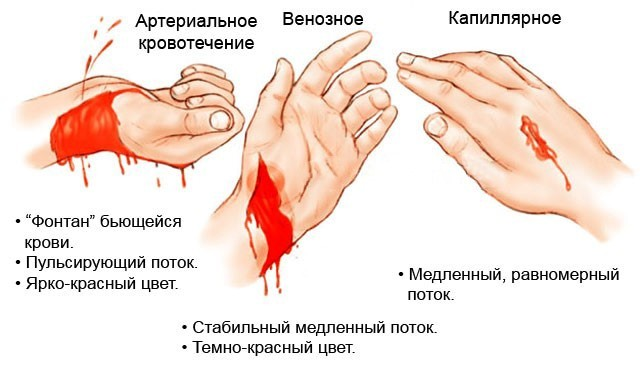 Артериальное
кровотечение
Венозное
Капиллярное
• “Фонтан” бьющейся
крови.
• Пульсирующий поток.
• Ярко-красный цвет.
• Стабильный медленный поток.
• Темно-красный цвет.
• Медленный, равномерный
поток.